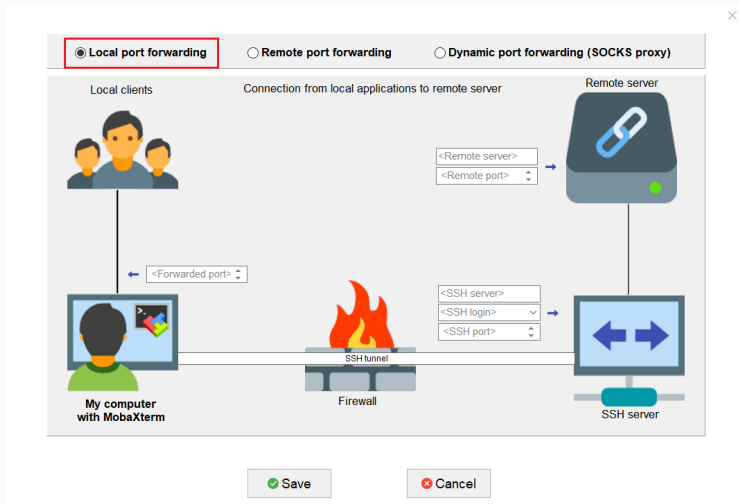 Local port forwarding
Remote port forwarding
Dynamic port forwarding (SOCKS proxy)
Local clients
Connection from local applications to remote server
Remote server
<Remote server>
<Remote port>
<Forwarded port>
<SSH server>
<SSH login>
<SSH port>
SSH tunnel
Firewall
My computer
with MobaXterm
SSH server
Save
Cancel